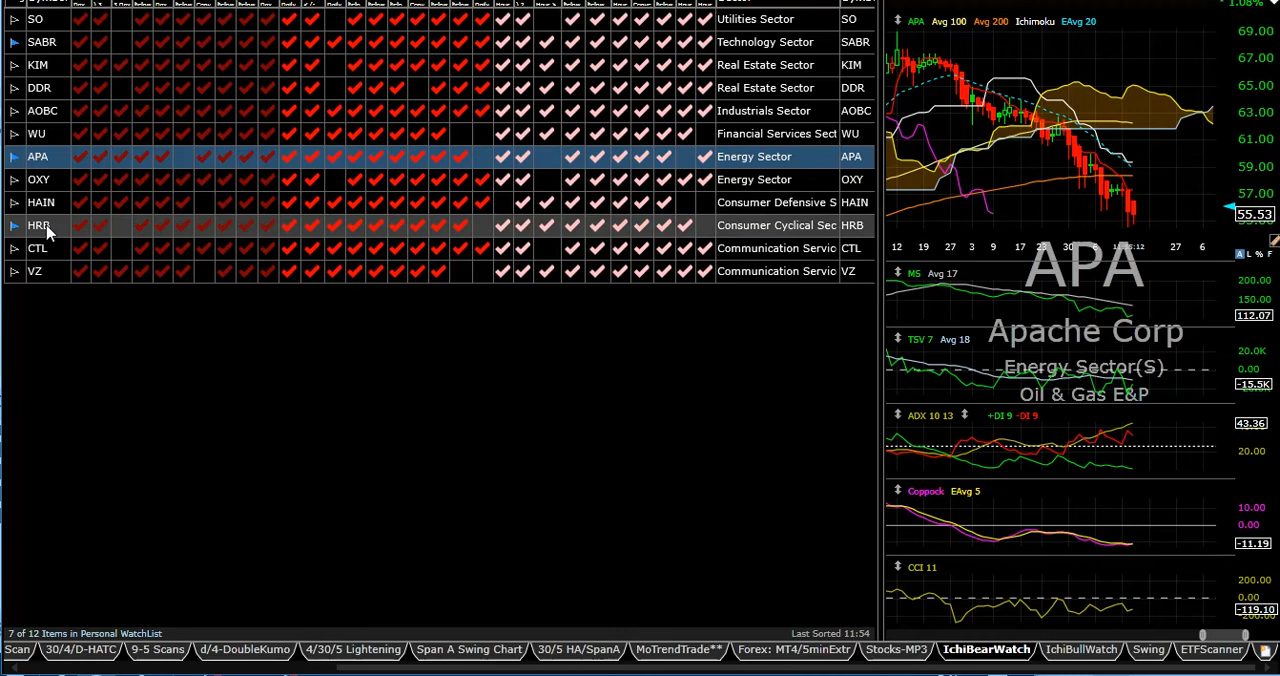 1.08%
SO Utilities Sector SO
SABR Technology Sector SABR
KIM Real Estate Sector KIM
DDR Real Estate Sector DDR
AOBC Industrials Sector AOBC
WU Financial Services Sect WU
APA Energy Sector APA
OXY Energy Sector OXY
HAIN Consumer Defensive S HAIN
HRB Consumer Cyclical Sec HRB
CTL Communication Servic CTL
VZ Communication Servic VZ
7 of 12 Items in Personal WatchList Last Sorted 11:54
APA Avg 100 Avg 200 Ichimoku EAvg 20
69.00
67.00
65.00
63.00
61.00
59.00
57.00
55.53
12 19 27 3 9 17 23 30 27 6
A L % F
APA
Apache Corp
Energy Sector(S)
Oil & Gas E&P
MS Avg 17
200.00
150.00
112.07
TSV 7 Avg 18
20.0K
0.00
-15.5K
ADX 10 13 +DI 9 -DI 9
43.36
20.00
Coppock EAvg 5
10.00
0.00
-11.19
CCI 11
200.00
0.00
-119.10
Scan 30/4/D-HATC 9-5 Scans d/4-DoubleKumo 4/30/5 Lightening Span A Swing Chart 30/5 HA/SpanA MoTrendTrade** Forex: MT4/5minExtr Stocks-MP3 IchiBearWatch IchiBullWatch Swing ETFScanner